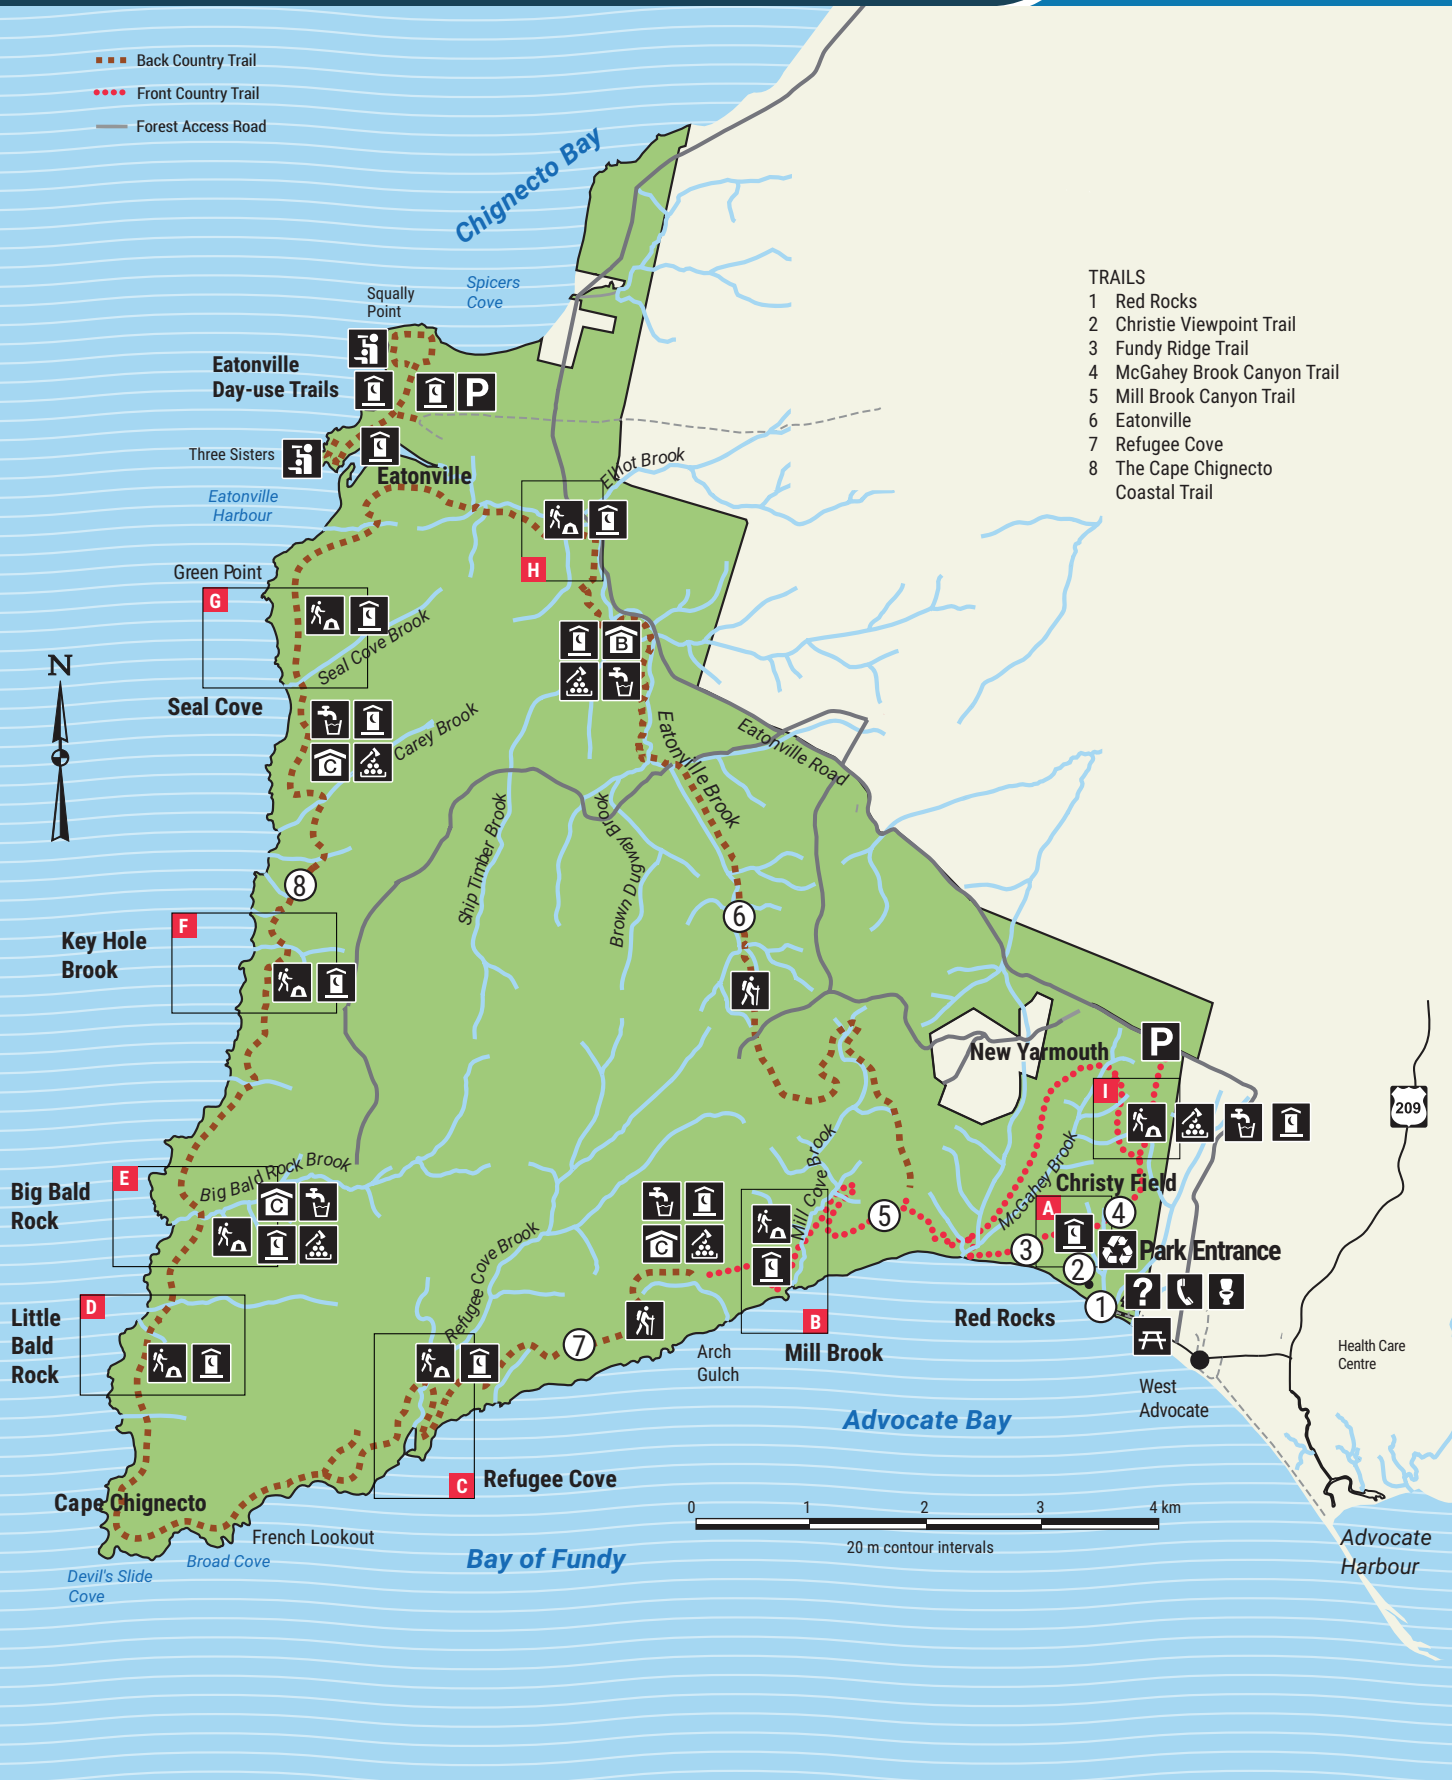 Back Country Trail
Front Country Trail
Forest Access Road
Chignecto Bay
Spicers
Cove
Squally
Point
Eatonville
Day-use Trails
P
Three Sisters
Eatonville
Eatonville
Harbour
Elliot Brook
TRAILS
1 Red Rocks
2 Christie Viewpoint Trail
3 Fundy Ridge Trail
4 McGahey Brook Canyon Trail
5 Mill Brook Canyon Trail
6 Eatonville
7 Refugee Cove
8 The Cape Chignecto
Coastal Trail
H
Green Point
G
Seal Cove Brook
B
N
Seal Cove
Carey Brook
C
Eatonville Brook
Eatonville Road
Ship Timber Brook
Brown Dugway Brook
8
6
F
Key Hole
Brook
New Yarmouth
P
I
209
McGahey Brook
Christy Field
A
4
3
2
1
Park Entrance
?
Mill Cove Brook
5
E
Big Bald
Rock
Big Bald Rock Brook
C
C
Refugee Cove Brook
D
Little
Bald
Rock
7
B
Mill Brook
Red Rocks
Arch
Gulch
Health Care
Centre
West
Advocate
Advocate Bay
C
Refugee Cove
Cape Chignecto
French Lookout
Broad Cove
Devil's Slide
Cove
Bay of Fundy
0 1 2 3 4 km
20 m contour intervals
Advocate
Harbour